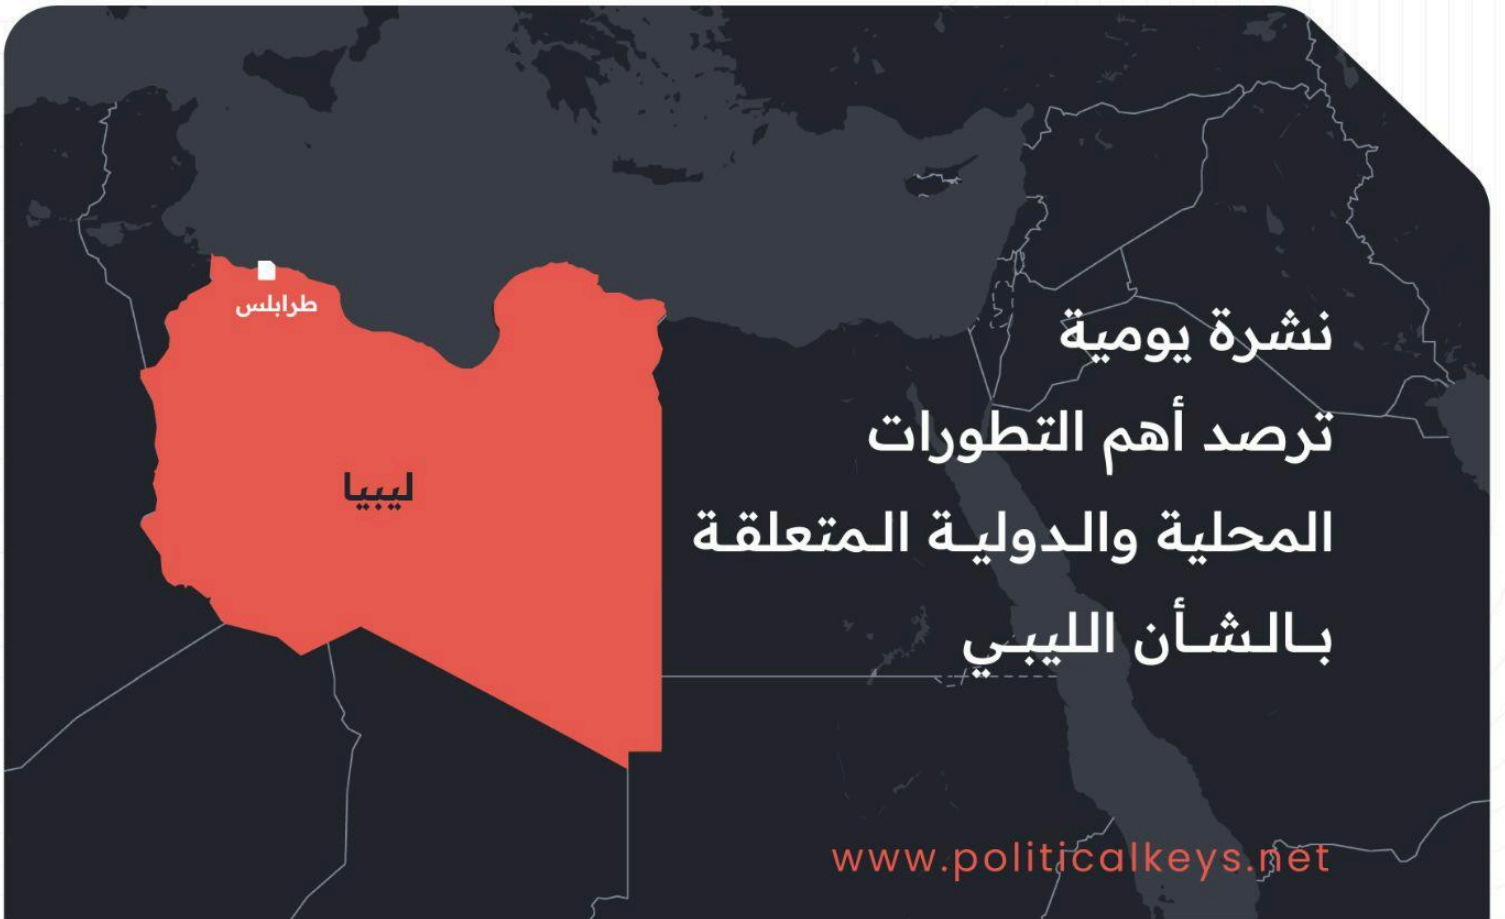 طرابلس
ليبيا
نشرة يومية
ترصد أهم التطورات
المحلية والدولية المتعلقة
بالشأن الليبي
www.politicalkeys.net